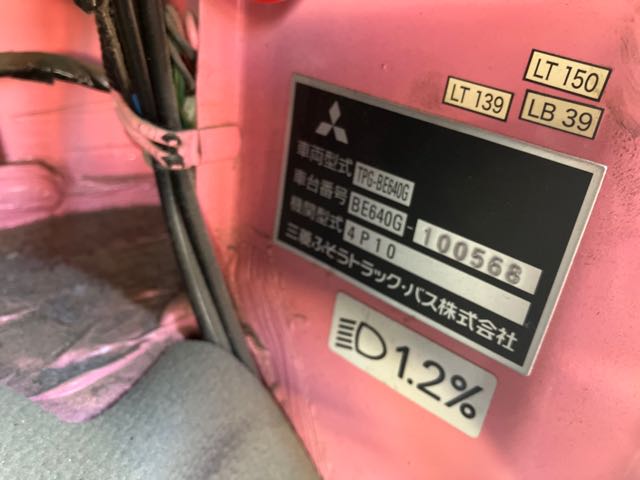 LT 150
LT 139
LB 39
車両型式 TPG-BE640G
車台番号 BE640G-100568
機関型式 4P10
三菱ふそうトラック・バス株式会社
1.2%